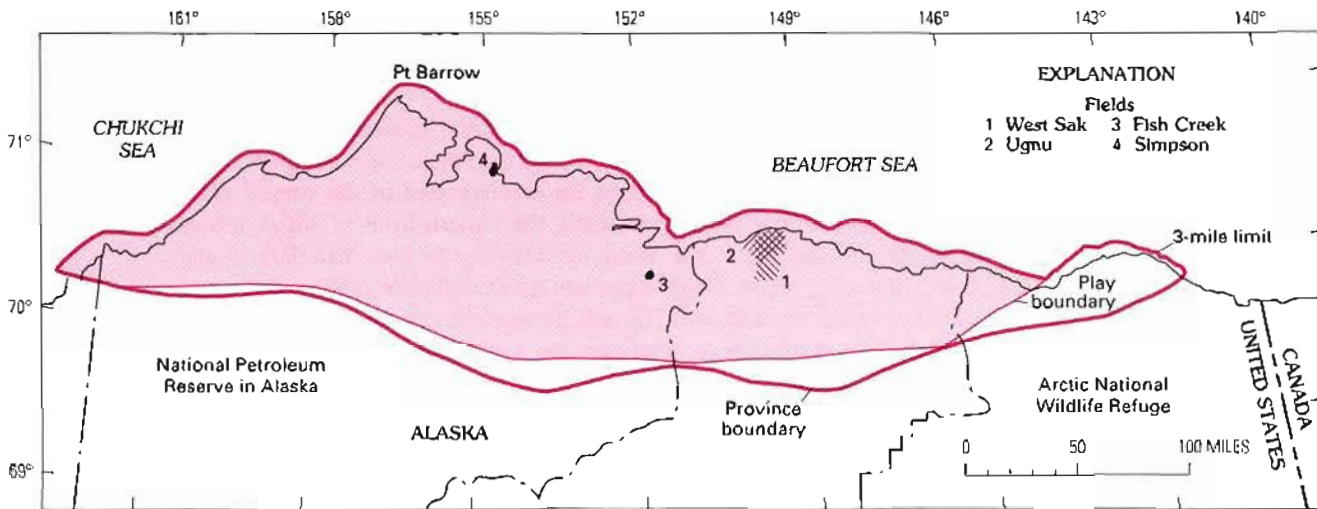 161° 158° 155° 152° 149° 146° 143° 140°
Pt Barrow
EXPLANATION
Fields
1 West Sak 3 Fish Creek
2 Ugnu 4 Simpson
CHUKCHI
SEA
71°
4
BEAUFORT SEA
3-mile limit
2
3
1
Play
boundary
70°
National Petroleum
Reserve in Alaska
Arctic National
Wildlife Refuge
UNITED STATES
CANADA
Province
boundary
ALASKA
0 50 100 MILES
69°